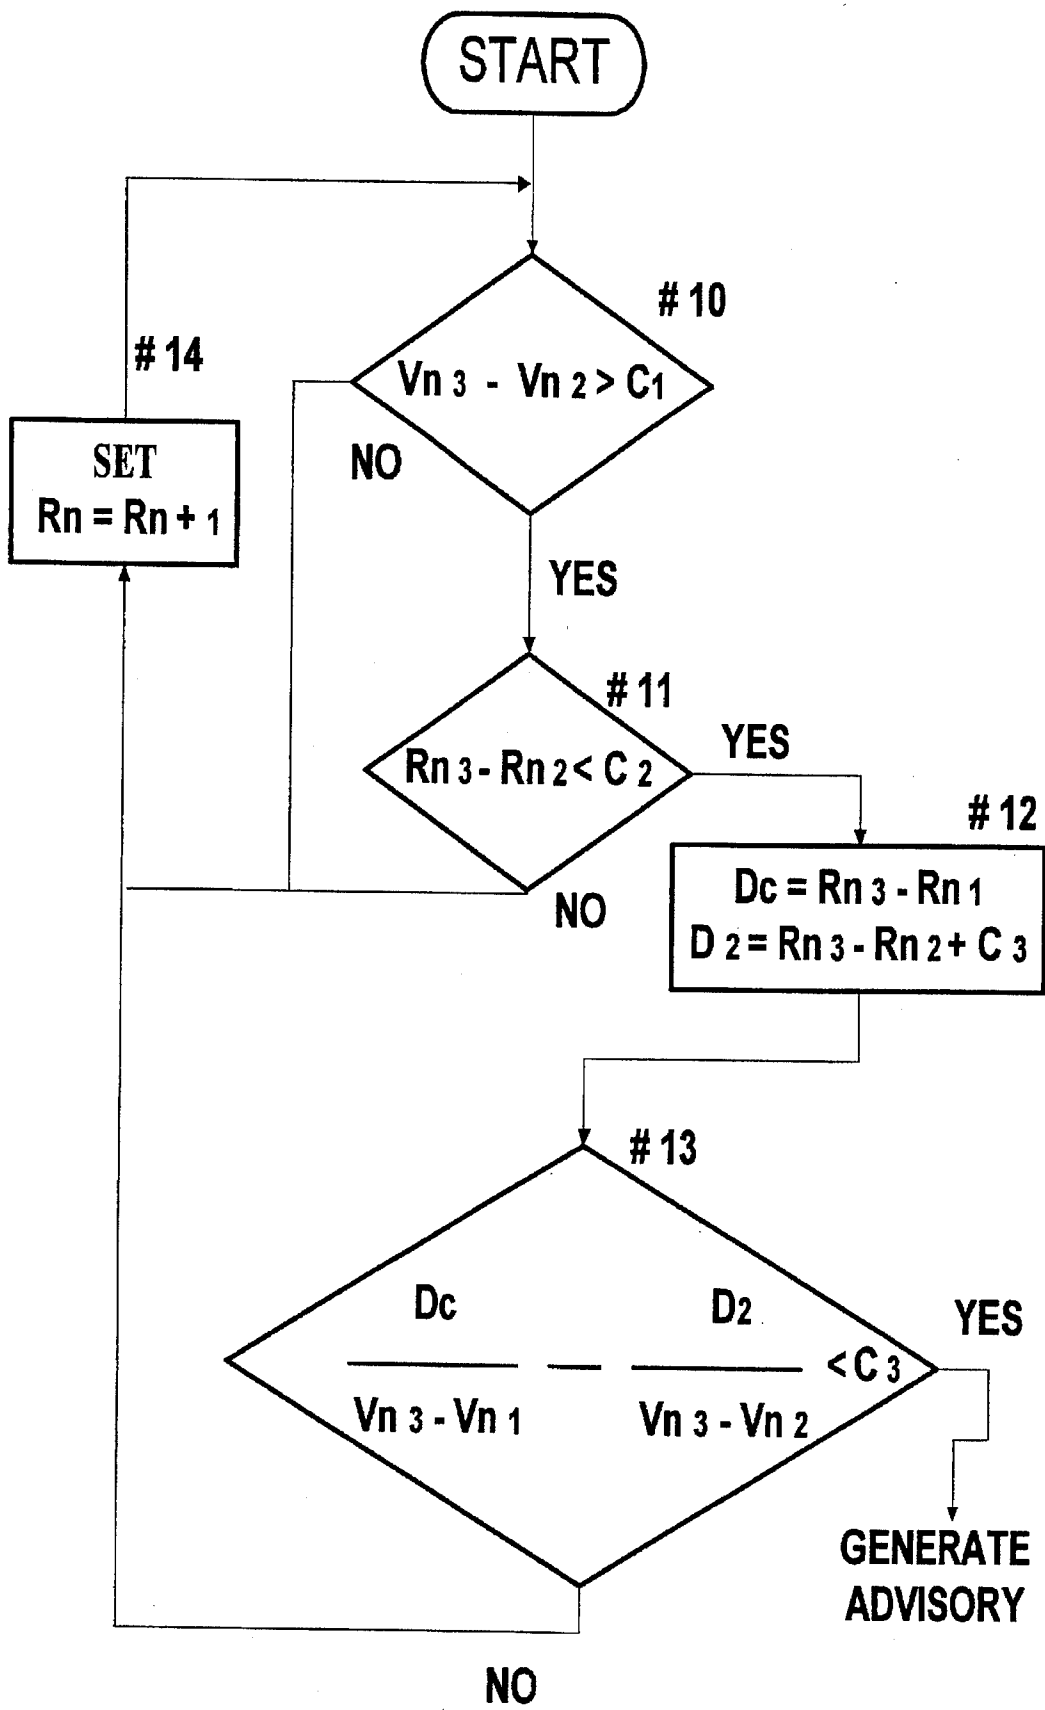 START
# 10
# 14
Vn 3 - Vn 2 > C1
NO
SET
Rn = Rn + 1
YES
# 11
YES
Rn 3 - Rn 2 < C 2
# 12
NO
Dc = Rn 3 - Rn 1
D 2 = Rn 3 - Rn 2 + C 3
# 13
Dc D2
YES
— < C 3
Vn 3 - Vn 1 Vn 3 - Vn 2
GENERATE
ADVISORY
NO